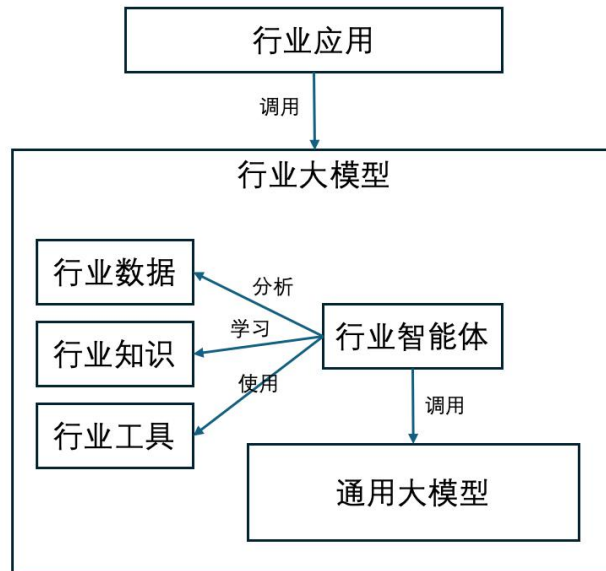 行业应用
调用
行业大模型
行业数据
分析
行业知识
学习
行业智能体
使用
行业工具
调用
通用大模型